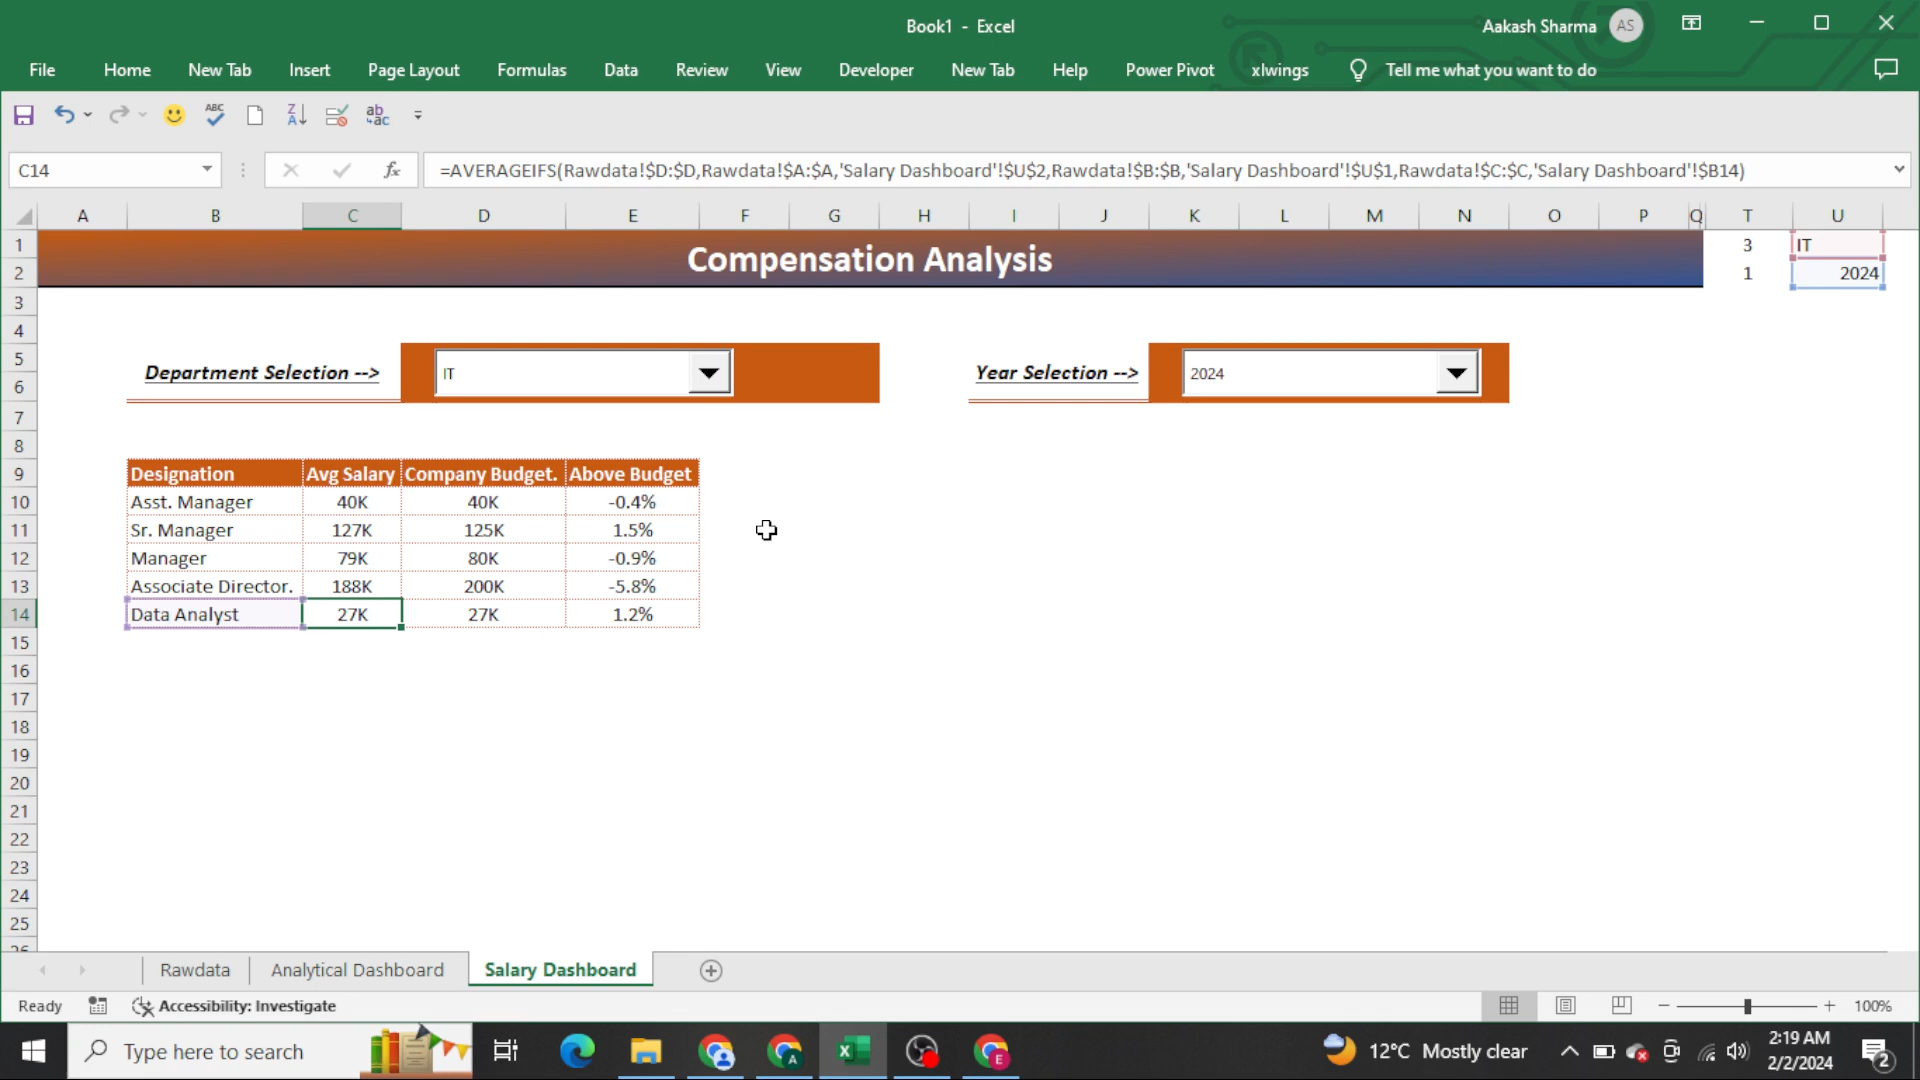 Book1 - Excel
Aakash Sharma AS
File Home New Tab Insert Page Layout Formulas Data Review View Developer New Tab Help Power Pivot xlwings Tell me what you want to do
C14 fx =AVERAGEIFS(Rawdata!$D:$D,Rawdata!$A:$A,'Salary Dashboard'!$U$2,Rawdata!$B:$B,'Salary Dashboard'!$U$1,Rawdata!$C:$C,'Salary Dashboard'!$B14)
A B C D E F G H I J K L M N O P Q T U
1 Compensation Analysis 3 IT
2 1 2024
3
4
5
Department Selection --> IT Year Selection --> 2024
6
7
8
9 Designation Avg Salary Company Budget. Above Budget
10 Asst. Manager 40K 40K -0.4%
11 Sr. Manager 127K 125K 1.5%
12 Manager 79K 80K -0.9%
13 Associate Director. 188K 200K -5.8%
14 Data Analyst 27K 27K 1.2%
15
16
17
18
19
20
21
22
23
24
25
26
Rawdata Analytical Dashboard Salary Dashboard
Ready Accessibility: Investigate 100%
Type here to search 12°C Mostly clear 2:19 AM
2/2/2024 2